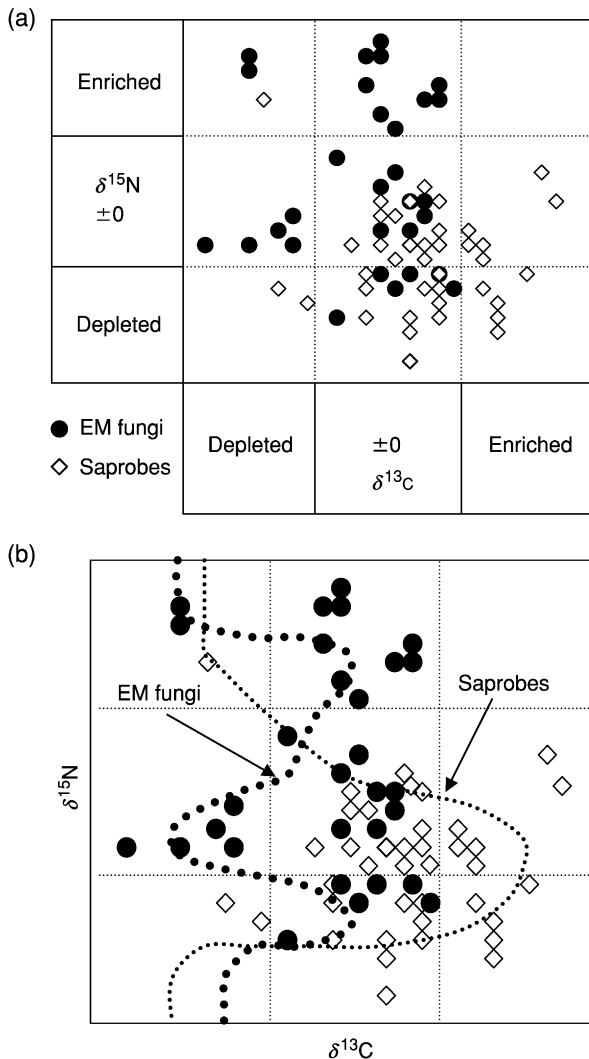 (a)
Enriched
δ15N
±0
Depleted
EM fungi
Saprobes
Depleted
±0
δ13C
Enriched
(b)
EM fungi
Saprobes
δ15N
δ13C